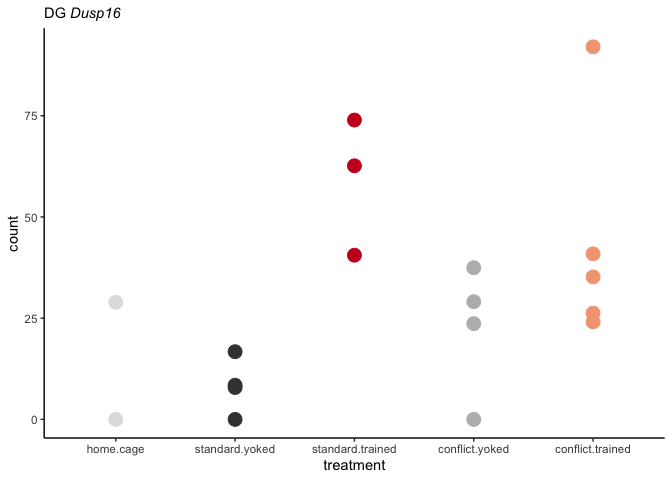 DG Dusp16
count
75
50
25
0
home.cage standard.yoked standard.trained conflict.yoked conflict.trained
treatment